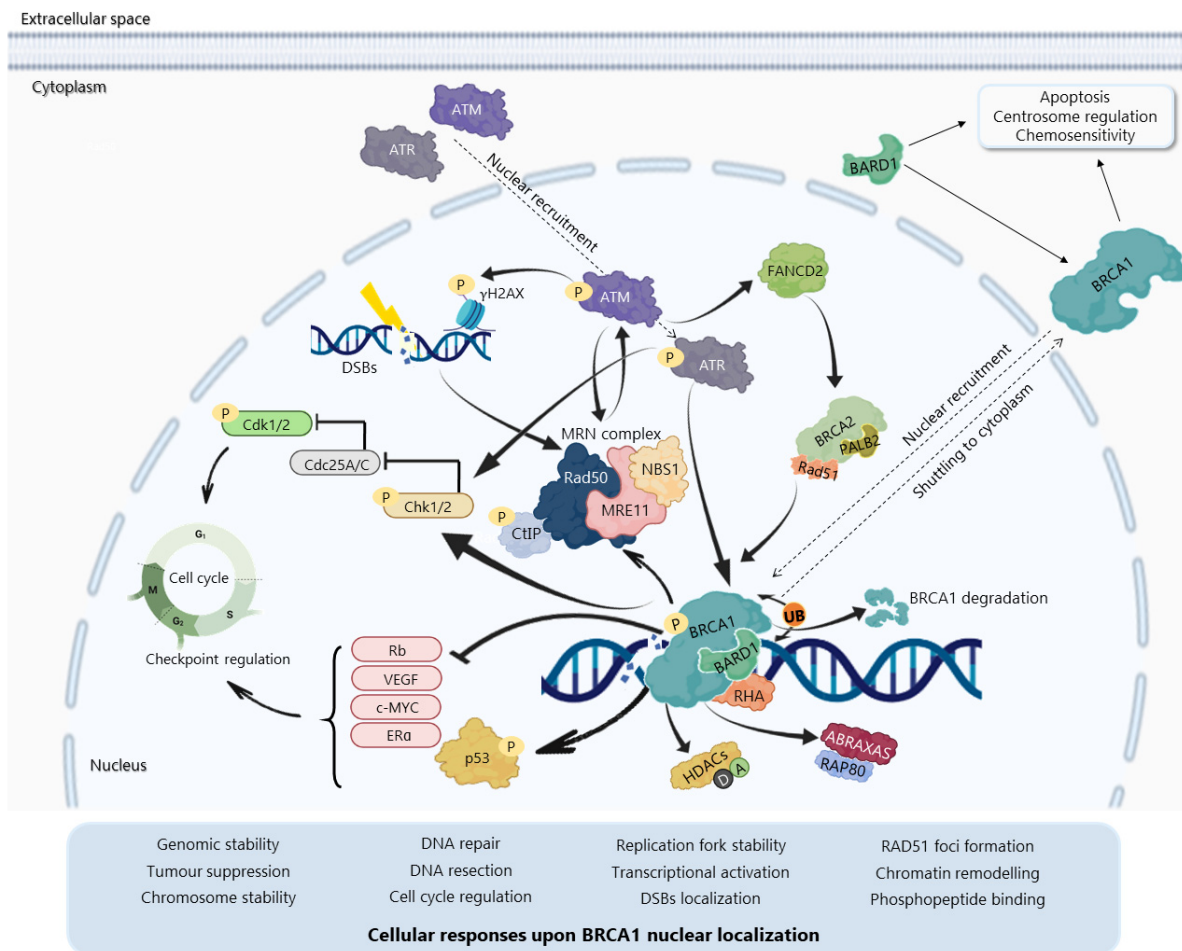 Extracellular space
Cytoplasm
ATM
ATR
Nuclear recruitment
Apoptosis
Centrosome regulation
Chemosensitivity
BARD1
BRCA1
FANCD2
P
γH2AX
P
ATM
DSBs
P
ATR
Nuclear recruitment
Shuttling to cytoplasm
BRCA2
PALB2
Rad51
P
Cdk1/2
Cdc25A/C
P
Chk1/2
MRN complex
Rad50
NBS1
MRE11
P
CtIP
G₁
M
G₂
S
Cell cycle
Checkpoint regulation
P
BRCA1
BARD1
RHA
UB
BRCA1 degradation
Rb
VEGF
c-MYC
ERα
p53
P
HDACs
D
A
ABRAXAS
RAP80
Nucleus
Genomic stability
Tumour suppression
Chromosome stability
DNA repair
DNA resection
Cell cycle regulation
Replication fork stability
Transcriptional activation
DSBs localization
RAD51 foci formation
Chromatin remodelling
Phosphopeptide binding
Cellular responses upon BRCA1 nuclear localization